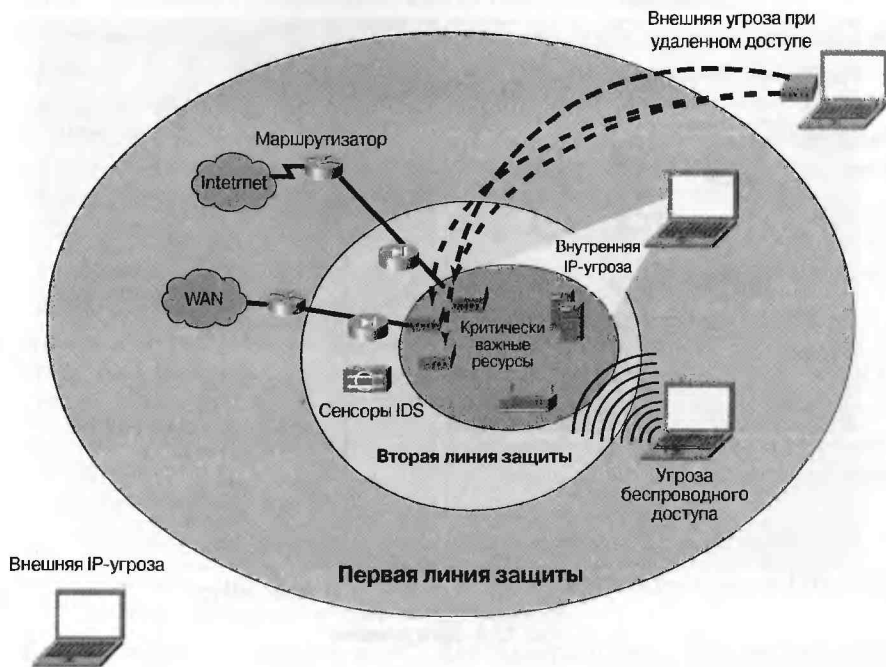 Внешняя угроза при
удаленном доступе
Маршрутизатор
Intetrnet
Внутренняя
IP-угроза
WAN
Критически
важные
ресурсы
Сенсоры IDS
Вторая линия защиты
Угроза
беспроводного
доступа
Внешняя IP-угроза
Первая линия защиты